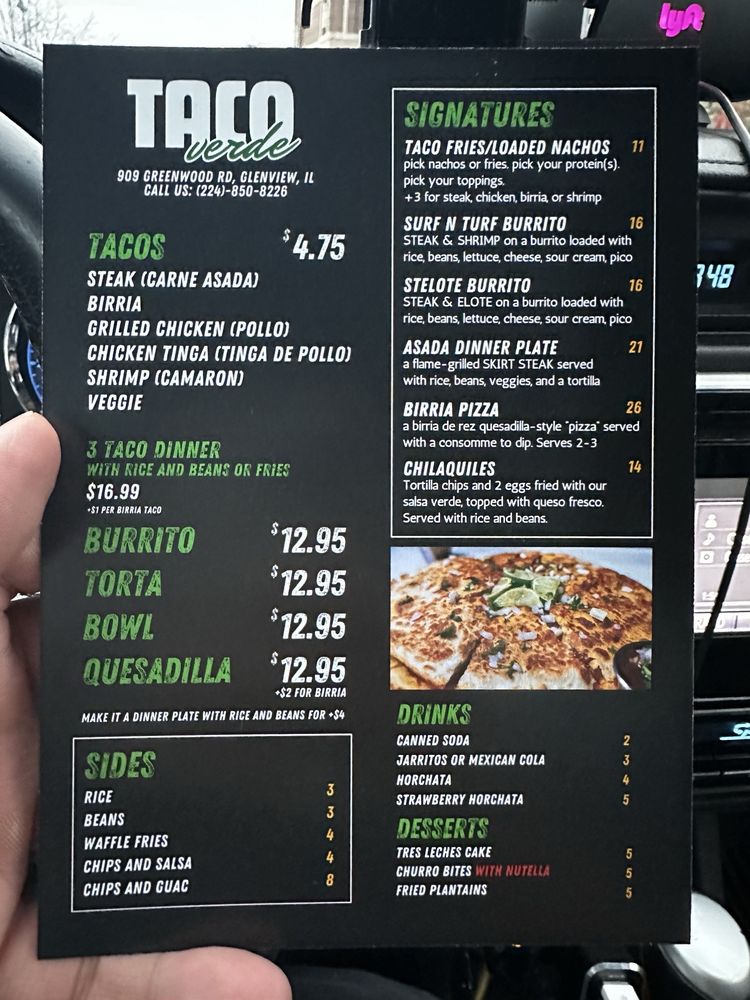 lyft
TACO
verde
909 GREENWOOD RD, GLENVIEW, IL
CALL US: (224)-850-8226
TACOS $4.75
STEAK (CARNE ASADA)
BIRRIA
GRILLED CHICKEN (POLLO)
CHICKEN TINGA (TINGA DE POLLO)
SHRIMP (CAMARON)
VEGGIE
3 TACO DINNER
WITH RICE AND BEANS OR FRIES
$16.99
+$1 PER BIRRIA TACO
BURRITO $12.95
TORTA $12.95
BOWL $12.95
QUESADILLA $12.95
+$2 FOR BIRRIA
MAKE IT A DINNER PLATE WITH RICE AND BEANS FOR +$4
SIDES
RICE 3
BEANS 3
WAFFLE FRIES 4
CHIPS AND SALSA 4
CHIPS AND GUAC 8
SIGNATURES
TACO FRIES/LOADED NACHOS 11
pick nachos or fries. pick your protein(s).
pick your toppings.
+3 for steak, chicken, birria, or shrimp
SURF N TURF BURRITO 16
STEAK & SHRIMP on a burrito loaded with
rice, beans, lettuce, cheese, sour cream, pico
STELOTE BURRITO 16
STEAK & ELOTE on a burrito loaded with
rice, beans, lettuce, cheese, sour cream, pico
ASADA DINNER PLATE 21
a flame-grilled SKIRT STEAK served
with rice, beans, veggies, and a tortilla
BIRRIA PIZZA 26
a birria de rez quesadilla-style "pizza" served
with a consomme to dip. Serves 2-3
CHILAQUILES 14
Tortilla chips and 2 eggs fried with our
salsa verde, topped with queso fresco.
Served with rice and beans.
DRINKS
CANNED SODA 2
JARRITOS OR MEXICAN COLA 3
HORCHATA 4
STRAWBERRY HORCHATA 5
DESSERTS
TRES LECHES CAKE 5
CHURRO BITES WITH NUTELLA 5
FRIED PLANTAINS 5